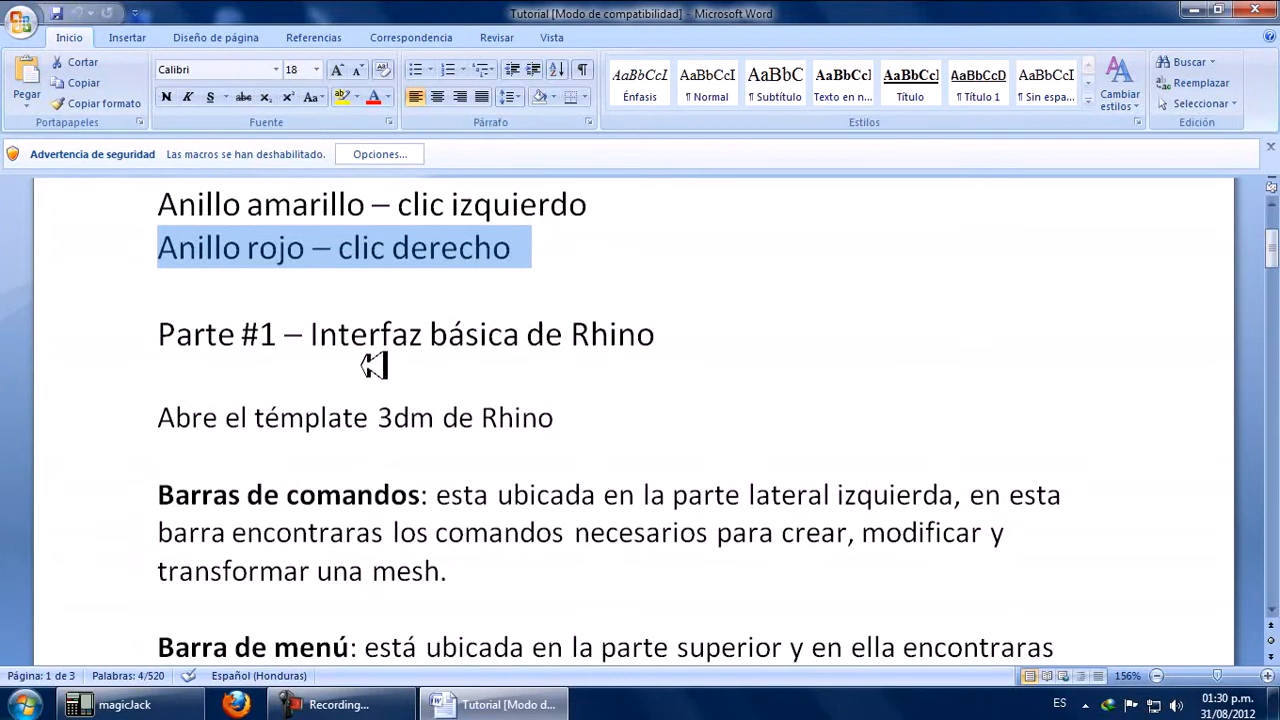 Tutorial [Modo de compatibilidad] - Microsoft Word
Inicio Insertar Diseño de página Referencias Correspondencia Revisar Vista
Pegar
Cortar
Copiar
Copiar formato
Portapapeles
Calibri 18
N K S abc x₂ x² Aa
Fuente
Párrafo
AaBbCcI AaBbCcI AaBbC AaBbCcI AaBbCcI AaBbCcD AaBbCcI
Énfasis ¶ Normal ¶ Subtítulo Texto en n... Título ¶ Título 1 ¶ Sin espa...
Cambiar estilos
Estilos
Buscar
Reemplazar
Seleccionar
Edición
Advertencia de seguridad Las macros se han deshabilitado. Opciones...
Anillo amarillo – clic izquierdo
Anillo rojo – clic derecho
Parte #1 – Interfaz básica de Rhino
Abre el témplate 3dm de Rhino
Barras de comandos: esta ubicada en la parte lateral izquierda, en esta
barra encontraras los comandos necesarios para crear, modificar y
transformar una mesh.
Barra de menú: está ubicada en la parte superior y en ella encontraras
Página: 1 de 3 Palabras: 4/520 Español (Honduras) 156%
magicJack Recording... Tutorial [Modo d... ES 01:30 p.m.
31/08/2012